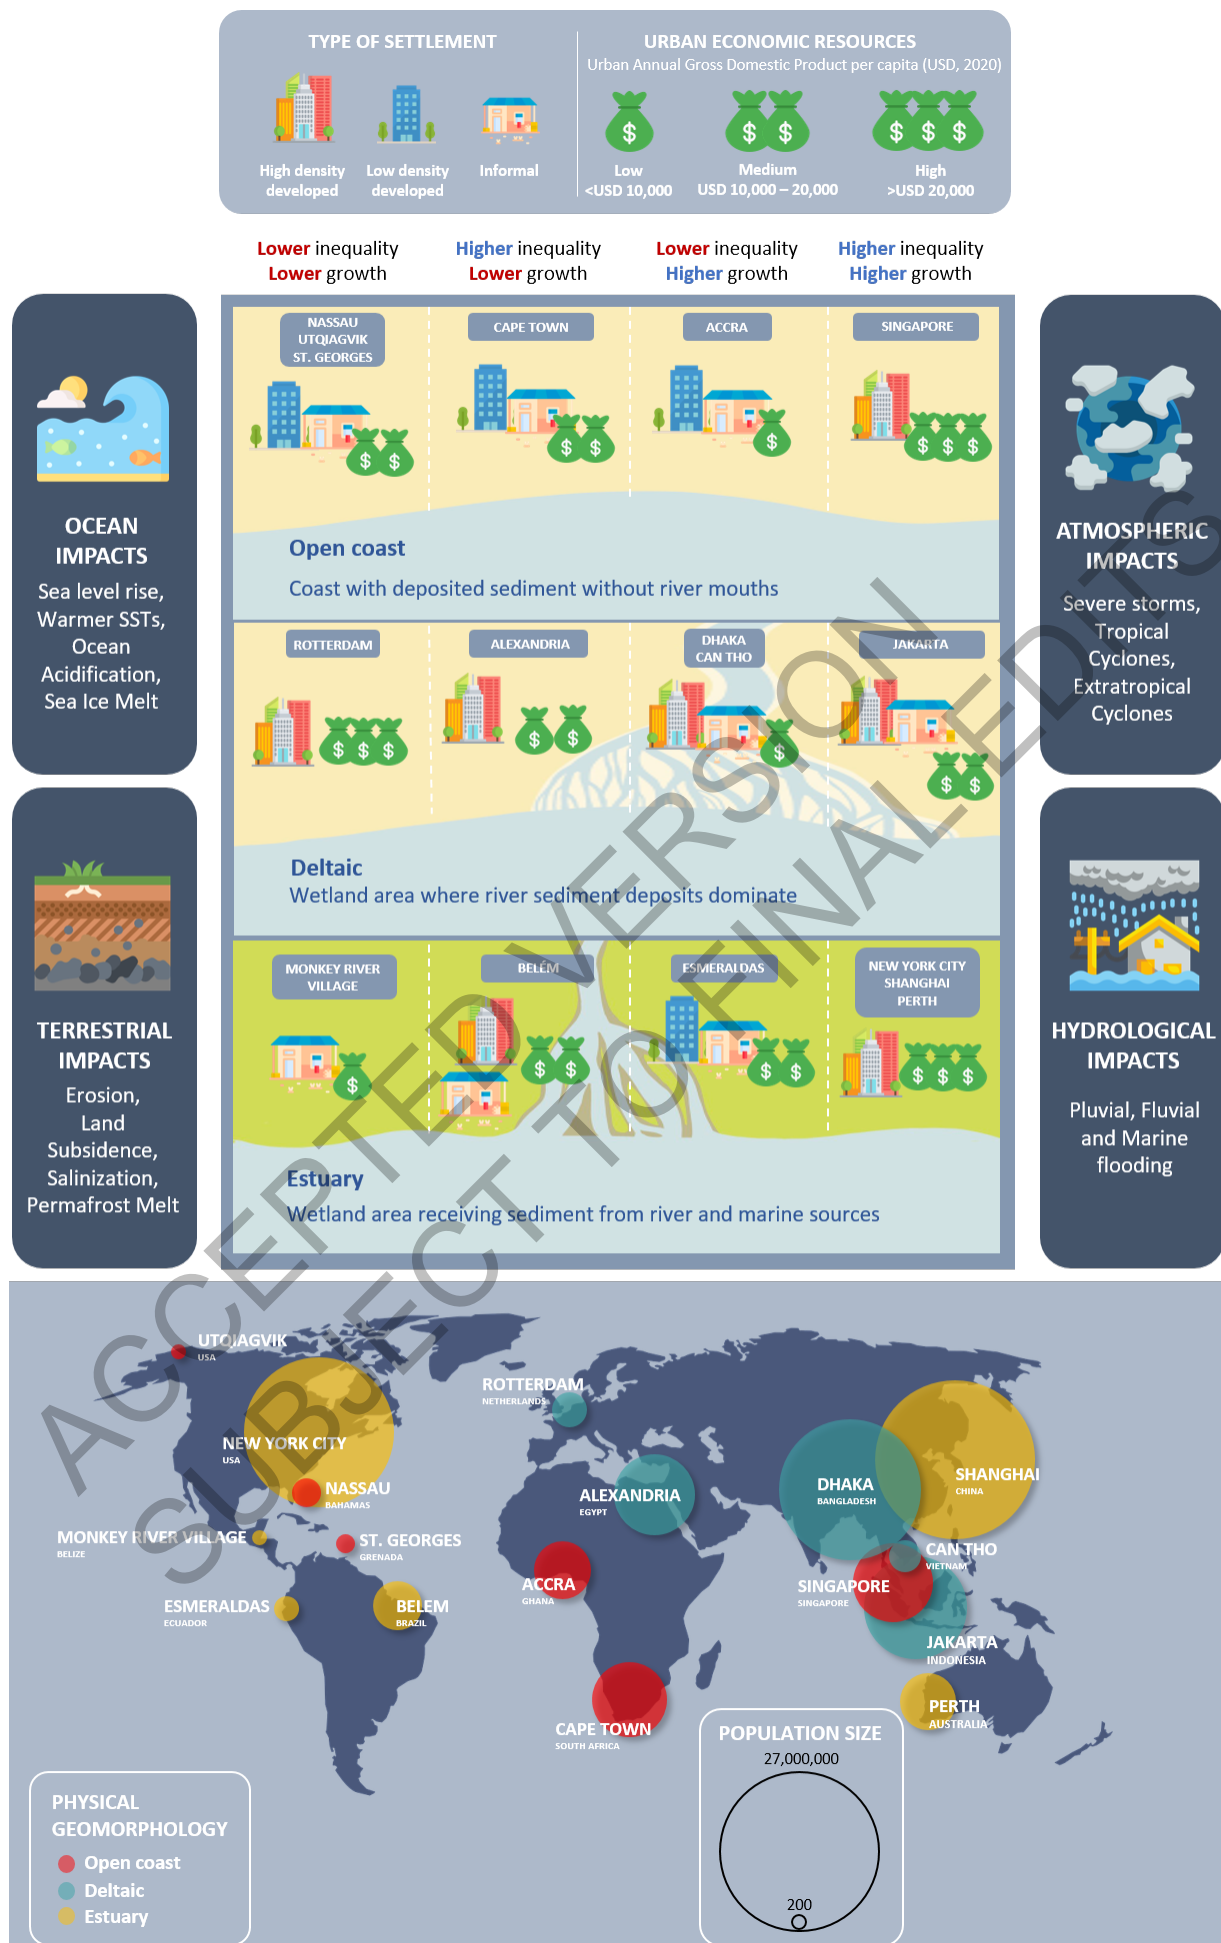 TYPE OF SETTLEMENT
High density
developed
Low density
developed
Informal
URBAN ECONOMIC RESOURCES
Urban Annual Gross Domestic Product per capita (USD, 2020)
$
Low
<USD 10,000
$ $
Medium
USD 10,000 – 20,000
$ $ $
High
>USD 20,000
Lower inequality
Lower growth
Higher inequality
Lower growth
Lower inequality
Higher growth
Higher inequality
Higher growth
OCEAN
IMPACTS
Sea level rise,
Warmer SSTs,
Ocean
Acidification,
Sea Ice Melt
TERRESTRIAL
IMPACTS
Erosion,
Land
Subsidence,
Salinization,
Permafrost Melt
NASSAU
UTQIAGVIK
ST. GEORGES
$ $
CAPE TOWN
$ $
ACCRA
$
SINGAPORE
$ $ $
Open coast
Coast with deposited sediment without river mouths
ROTTERDAM
$ $ $
ALEXANDRIA
$ $
DHAKA
CAN THO
$
JAKARTA
$ $
Deltaic
Wetland area where river sediment deposits dominate
MONKEY RIVER
VILLAGE
$
BELÉM
$ $
ESMERALDAS
$ $
NEW YORK CITY
SHANGHAI
PERTH
$ $ $
Estuary
Wetland area receiving sediment from river and marine sources
ATMOSPHERIC
IMPACTS
Severe storms,
Tropical
Cyclones,
Extratropical
Cyclones
HYDROLOGICAL
IMPACTS
Pluvial, Fluvial
and Marine
flooding
UTQIAGVIK
USA
NEW YORK CITY
USA
NASSAU
BAHAMAS
MONKEY RIVER VILLAGE
BELIZE
ST. GEORGES
GRENADA
ESMERALDAS
ECUADOR
BELEM
BRAZIL
ROTTERDAM
NETHERLANDS
ALEXANDRIA
EGYPT
ACCRA
GHANA
CAPE TOWN
SOUTH AFRICA
DHAKA
BANGLADESH
SHANGHAI
CHINA
CAN THO
VIETNAM
SINGAPORE
SINGAPORE
JAKARTA
INDONESIA
PERTH
AUSTRALIA
PHYSICAL
GEOMORPHOLOGY
Open coast
Deltaic
Estuary
POPULATION SIZE
27,000,000
200
ACCEPTED VERSION
SUBJECT TO FINAL EDITS